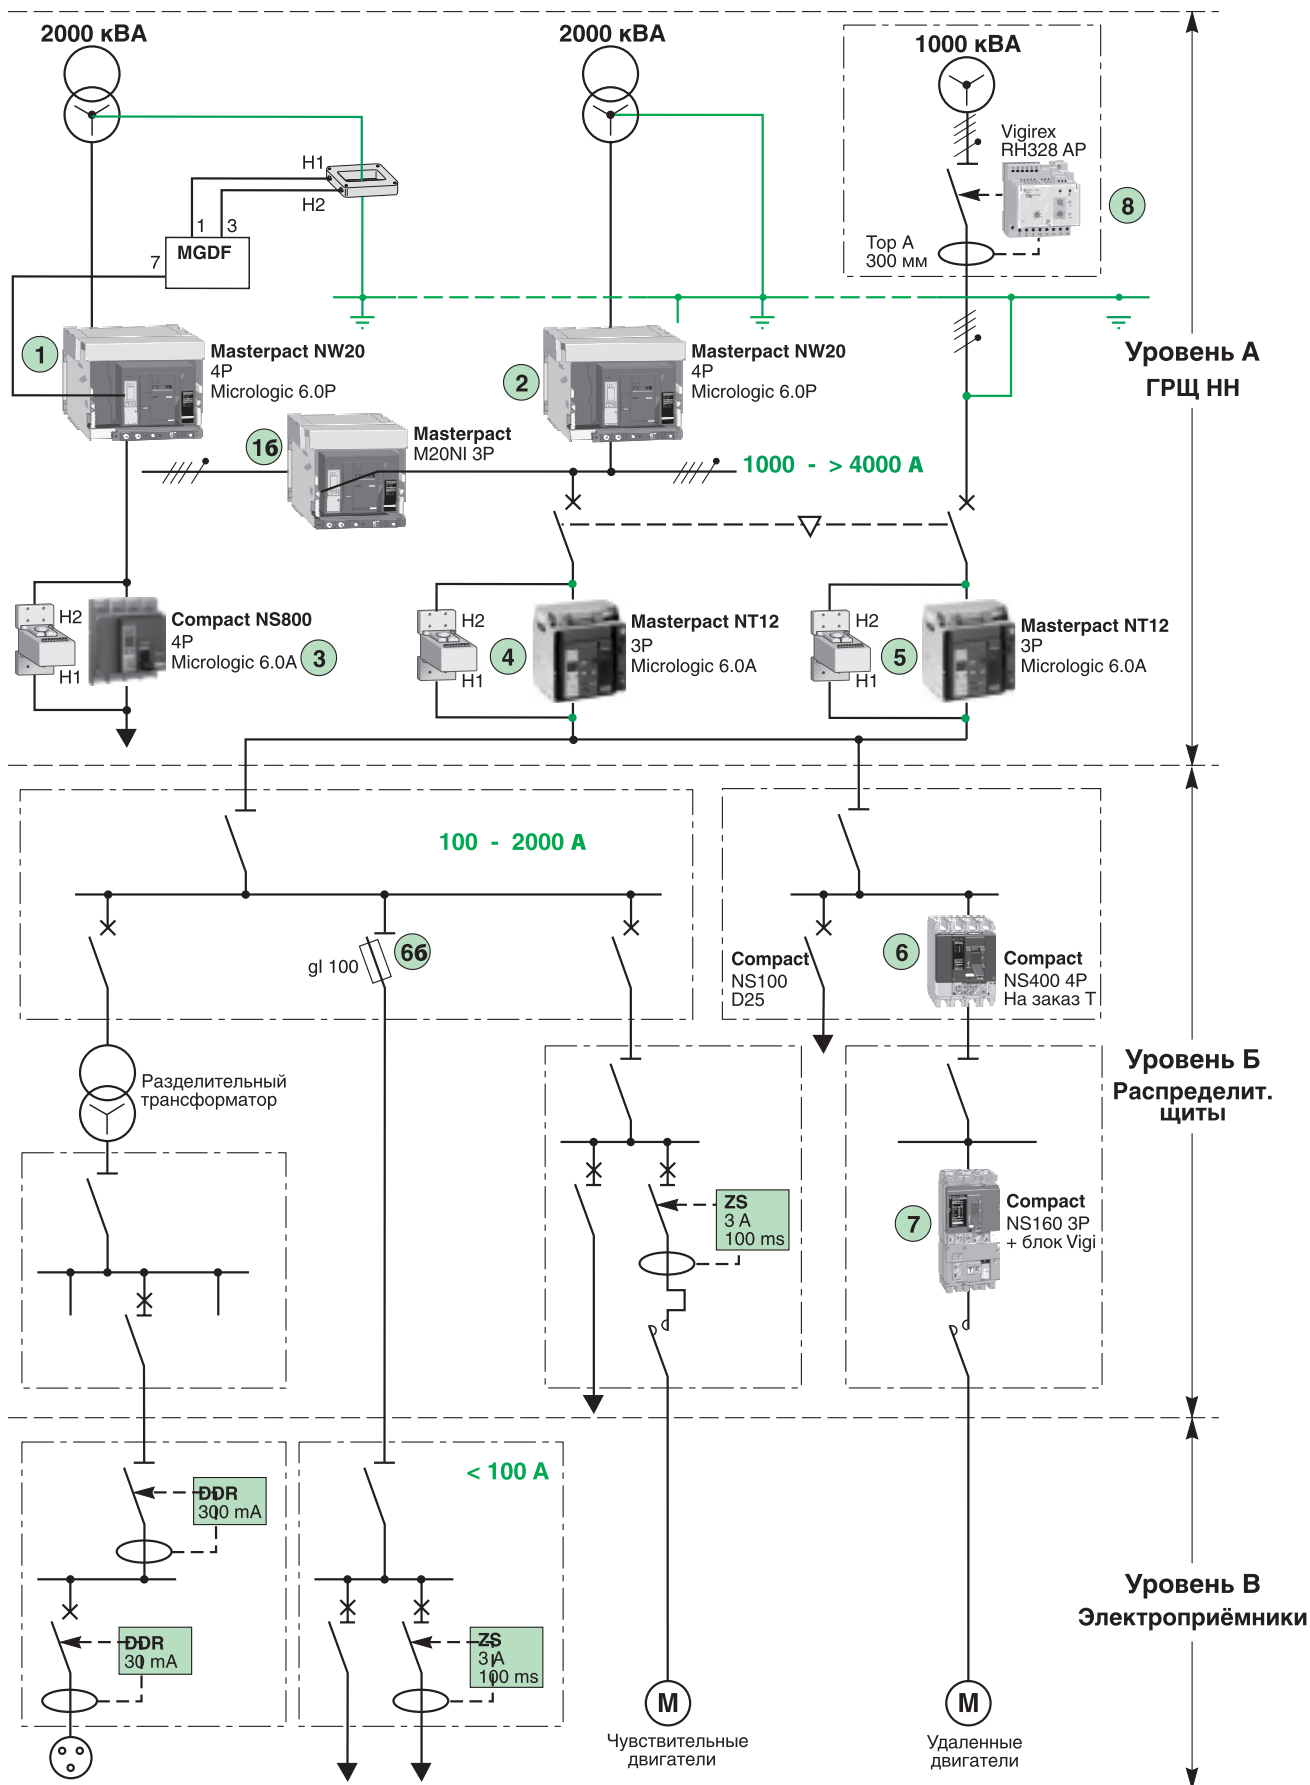 2000 кВА
2000 кВА
1000 кВА
Vigirex
RH328 AP
H1
H2
8
1 3
MGDF
7
Top A
300 мм
1
Masterpact NW20
4P
Micrologic 6.0P
2
Masterpact NW20
4P
Micrologic 6.0P
Уровень А
ГРЩ НН
1б
Masterpact
M20NI 3P
1000 - > 4000 А
H2
H1
Compact NS800
4P
Micrologic 6.0A
3
H2
H1
4
Masterpact NT12
3P
Micrologic 6.0A
H2
H1
5
Masterpact NT12
3P
Micrologic 6.0A
100 - 2000 А
gl 100
6б
Compact
NS100
D25
6
Compact
NS400 4P
На заказ Т
Уровень Б
Распределит.
щиты
Разделительный
трансформатор
ZS
3 A
100 ms
7
Compact
NS160 3P
+ блок Vigi
< 100 А
DDR
300 mA
DDR
30 mA
ZS
3 A
100 ms
Уровень В
Электроприёмники
M
Чувствительные
двигатели
M
Удаленные
двигатели